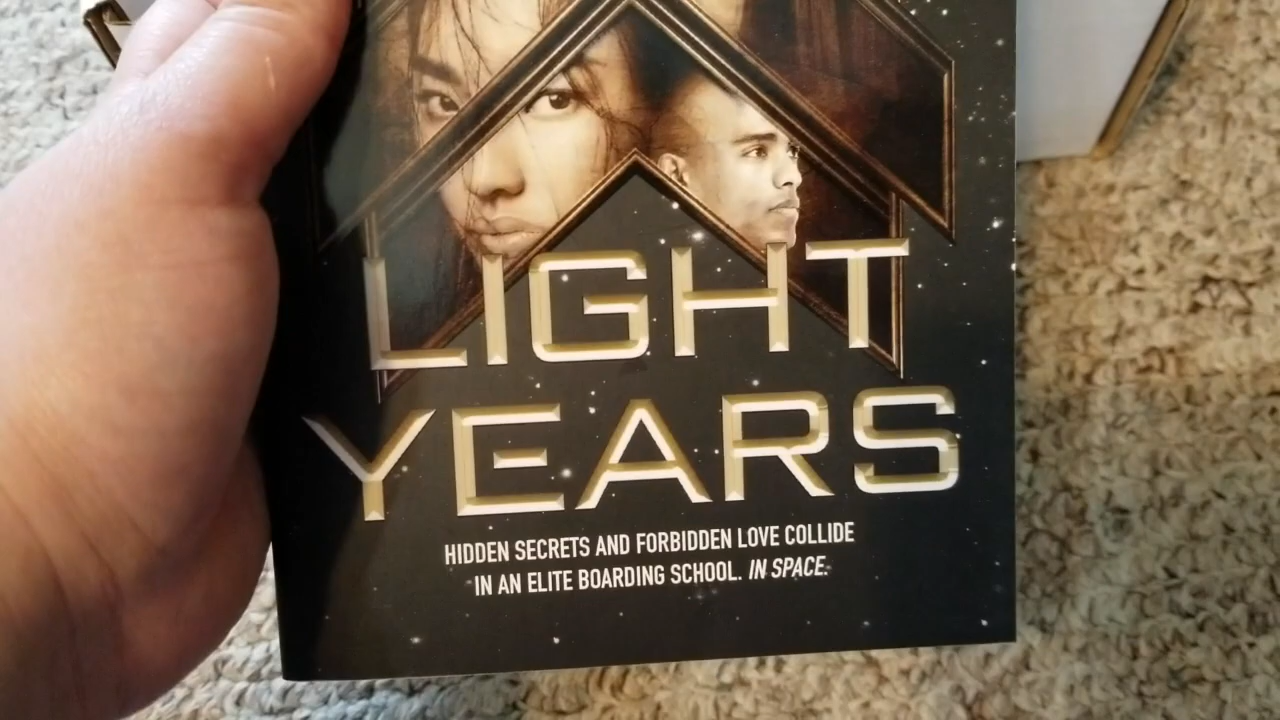 LIGHT
YEARS
HIDDEN SECRETS AND FORBIDDEN LOVE COLLIDE
IN AN ELITE BOARDING SCHOOL. IN SPACE.